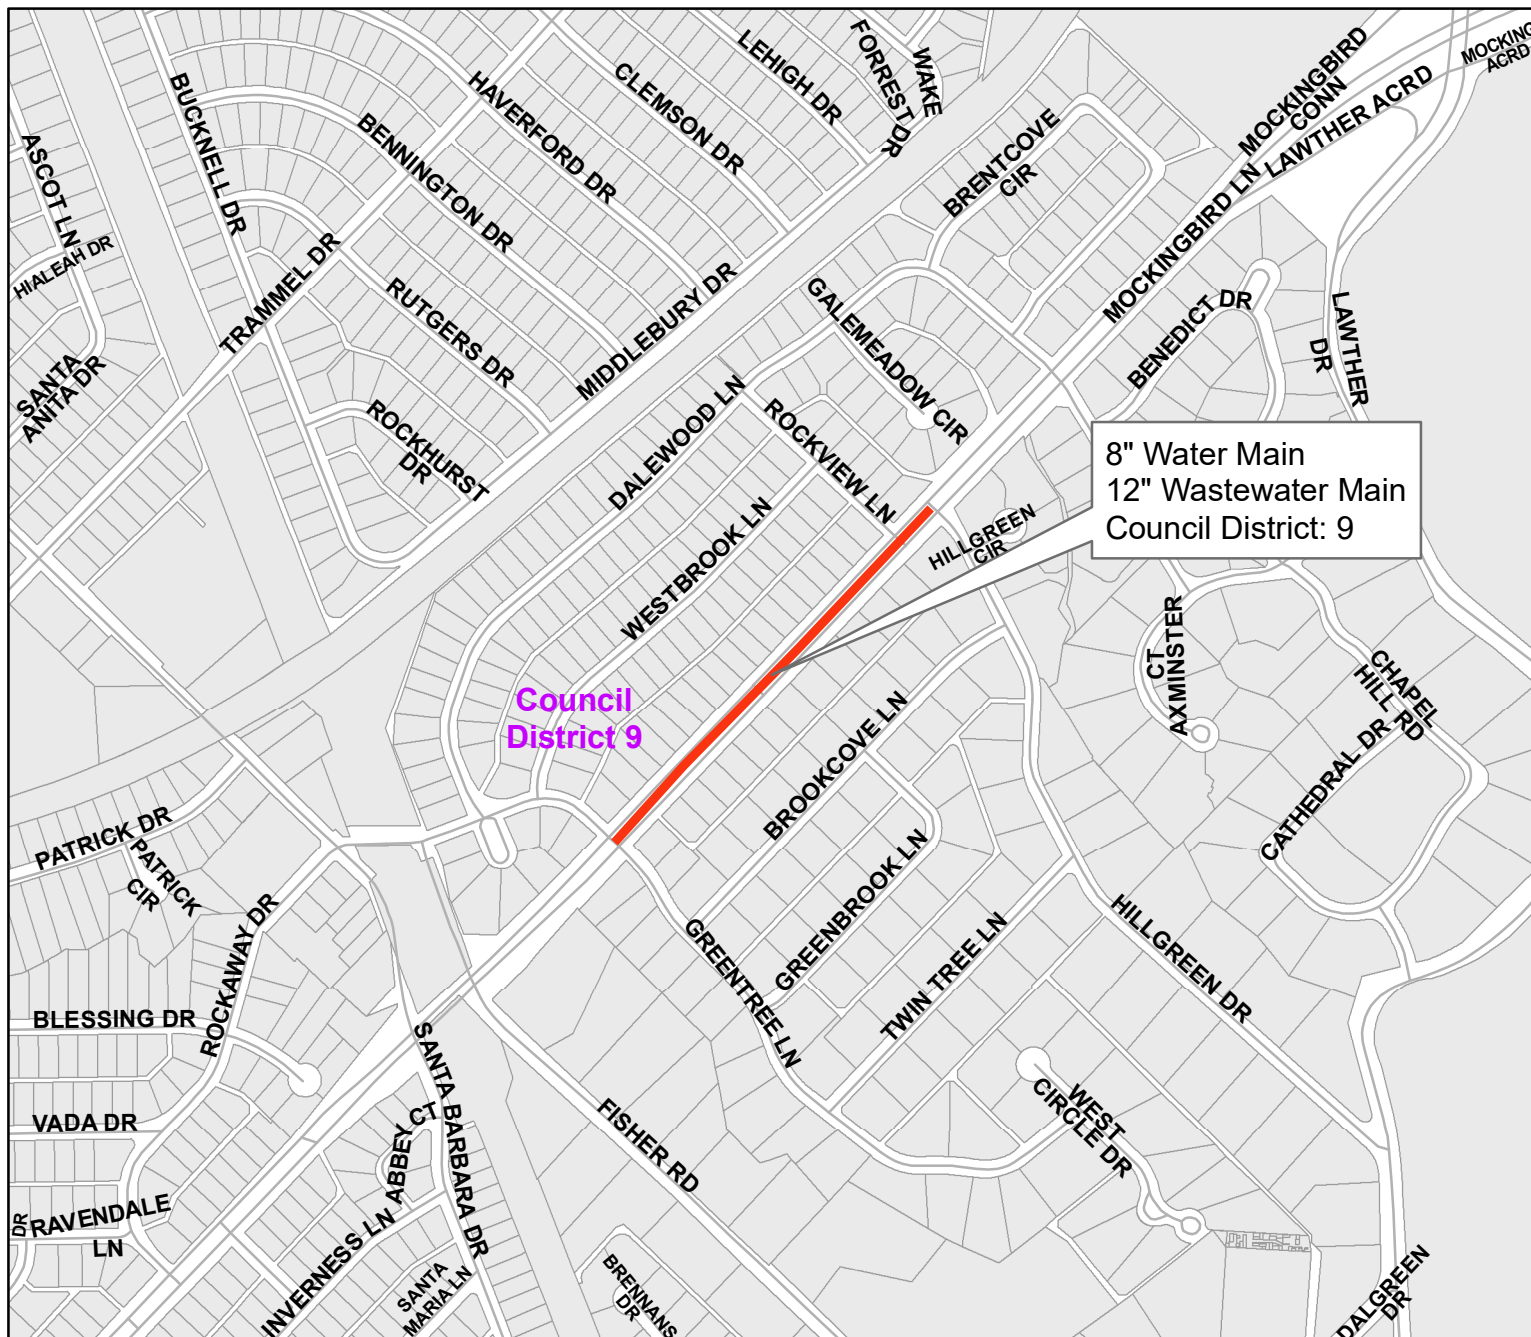 MOCKINGBIRD
CONN
MOCKING
ACRD
LAWTHER ACRD
WAKE
FORREST DR
LEHIGH DR
CLEMSON DR
HAVERFORD DR
BUCKNELL DR
BENNINGTON DR
ASCOT LN
HIALEAH DR
BRENTCOVE
CIR
MOCKINGBIRD LN
TRAMMEL DR
RUTGERS DR
MIDDLEBURY DR
GALEMEADOW CIR
BENEDICT DR
LAWTHER
DR
SANTA
ANITA DR
ROCKHURST
DR
DALEWOOD LN
ROCKVIEW LN
8" Water Main
12" Wastewater Main
Council District: 9
WESTBROOK LN
HILLGREEN
CIR
AXMINSTER
CT
CHAPEL
HILL RD
Council
District 9
BROOKCOVE LN
CATHEDRAL DR
PATRICK DR
PATRICK
CIR
GREENBROOK LN
ROCKAWAY DR
GREENTREE LN
TWIN TREE LN
HILLGREEN DR
BLESSING DR
SANTA BARBARA DR
VADA DR
ABBEY CT
FISHER RD
WEST
CIRCLE DR
DR
RAVENDALE
LN
INVERNESS LN
SANTA
MARIA LN
BRENNANS
DR
DALGREEN
DR